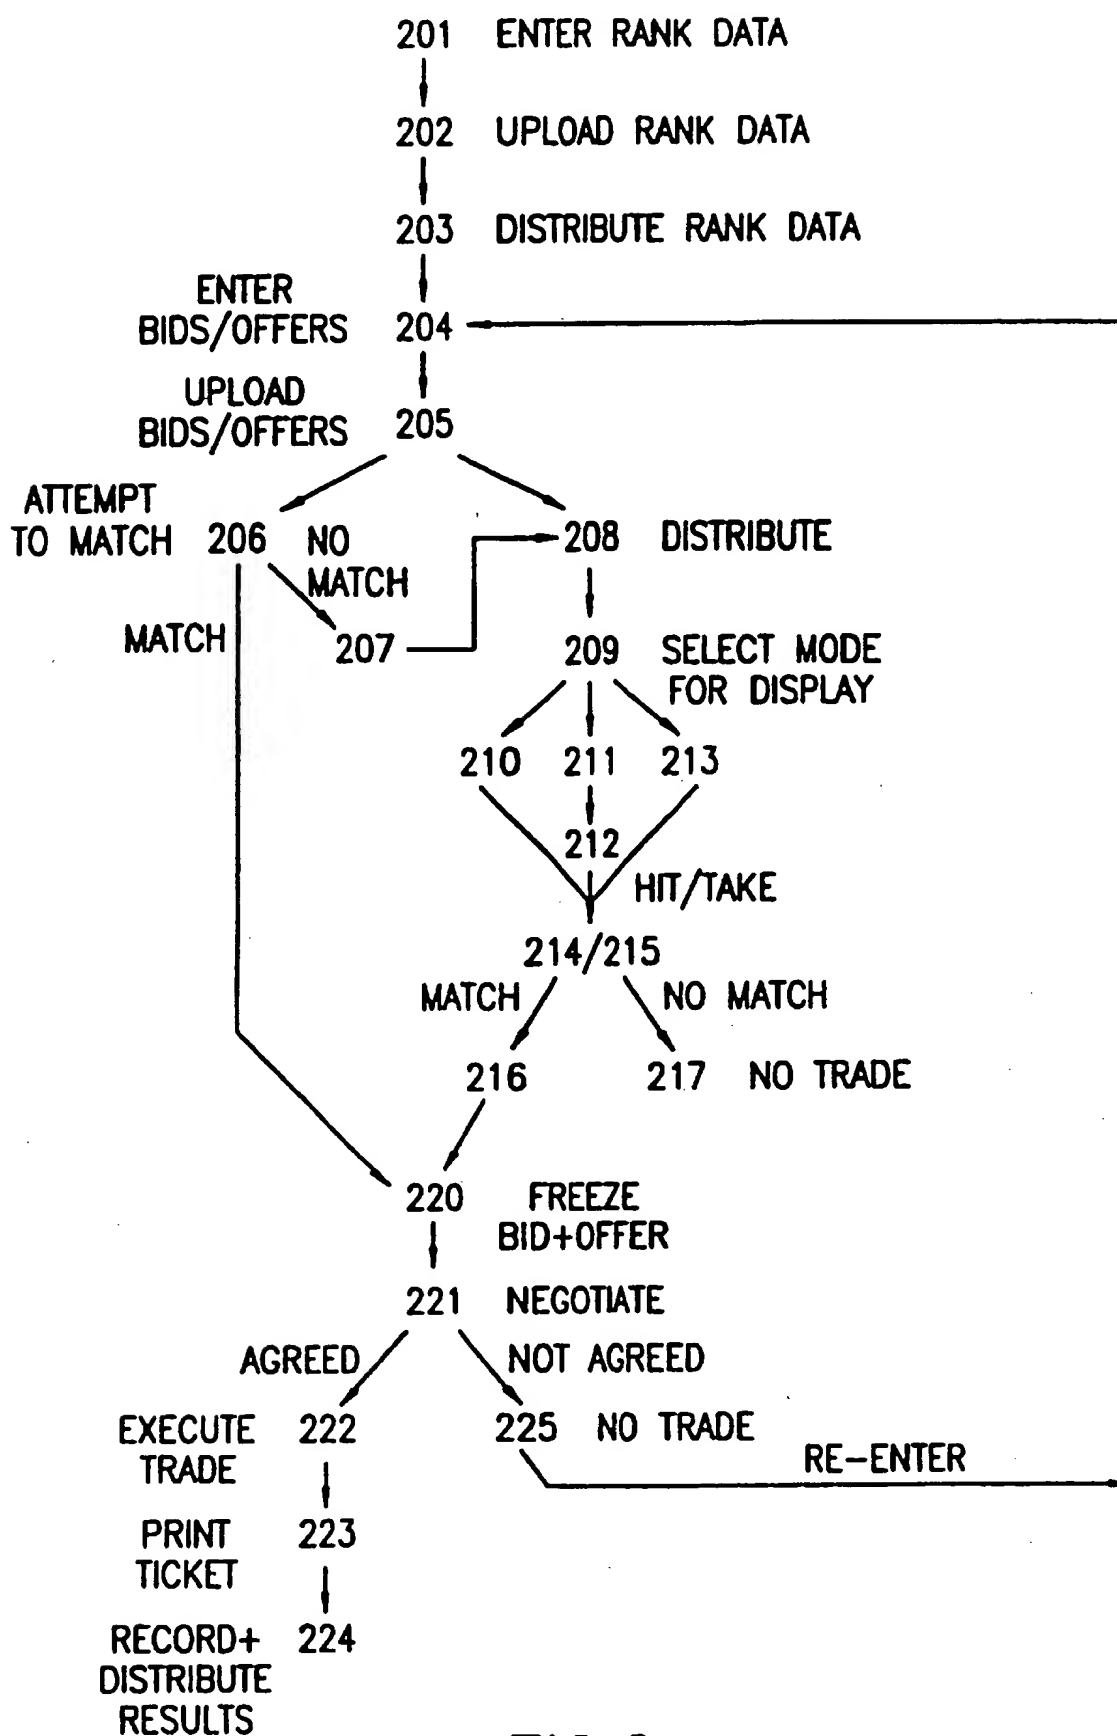 201 ENTER RANK DATA
202 UPLOAD RANK DATA
203 DISTRIBUTE RANK DATA
ENTER
BIDS/OFFERS 204
UPLOAD
BIDS/OFFERS 205
ATTEMPT
TO MATCH 206 NO
MATCH
208 DISTRIBUTE
MATCH
207
209 SELECT MODE
FOR DISPLAY
210 211 213
212
HIT/TAKE
214/215
MATCH NO MATCH
216 217 NO TRADE
220 FREEZE
BID+OFFER
221 NEGOTIATE
AGREED NOT AGREED
EXECUTE 222
TRADE
225 NO TRADE
RE-ENTER
PRINT 223
TICKET
RECORD+ 224
DISTRIBUTE
RESULTS